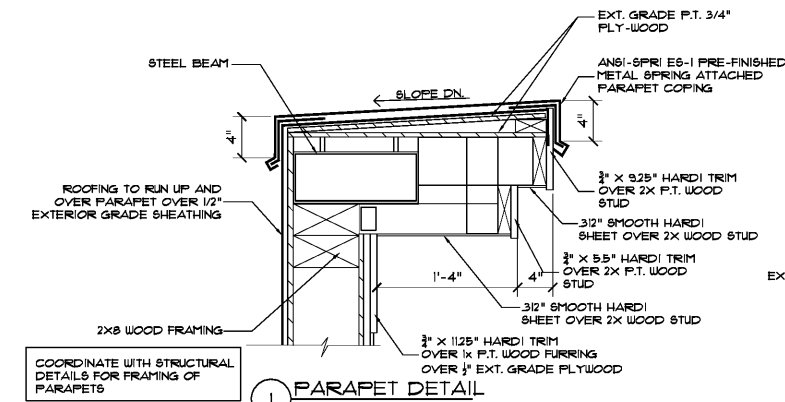 EXT. GRADE P.T. 3/4"
PLY-WOOD
STEEL BEAM
ANSI-SPRI ES-1 PRE-FINISHED
METAL SPRING ATTACHED
PARAPET COPING
SLOPE DN.
4"
4"
ROOFING TO RUN UP AND
OVER PARAPET OVER 1/2"
EXTERIOR GRADE SHEATHING
3/4" X 9.25" HARDI TRIM
OVER 2X P.T. WOOD
STUD
.312" SMOOTH HARDI
SHEET OVER 2X WOOD STUD
3/4" X 5.5" HARDI TRIM
OVER 2X P.T. WOOD
STUD
1'-4"
4"
EX
.312" SMOOTH HARDI
SHEET OVER 2X WOOD STUD
2X8 WOOD FRAMING
3/4" X 11.25" HARDI TRIM
OVER 1x P.T. WOOD FURRING
OVER 1/2" EXT. GRADE PLYWOOD
COORDINATE WITH STRUCTURAL
DETAILS FOR FRAMING OF
PARAPETS
1 PARAPET DETAIL